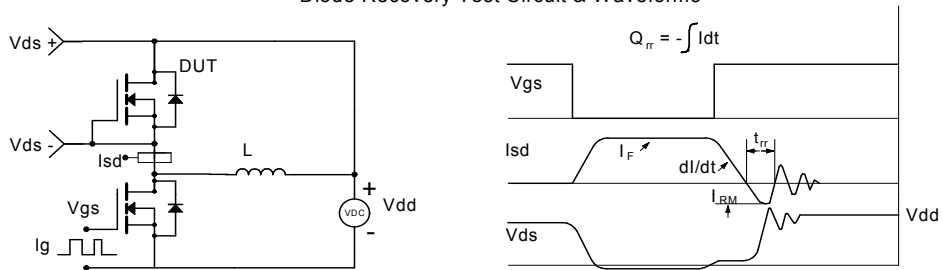 Diode Recovery Test Circuit & Waveforms
Vds +
DUT
Vds -
Isd
L
Vgs
Ig
+
VDC
-
Vdd
Q rr = - ∫ Idt
Vgs
Isd
I F
dI/dt
t rr
I RM
Vds
Vdd